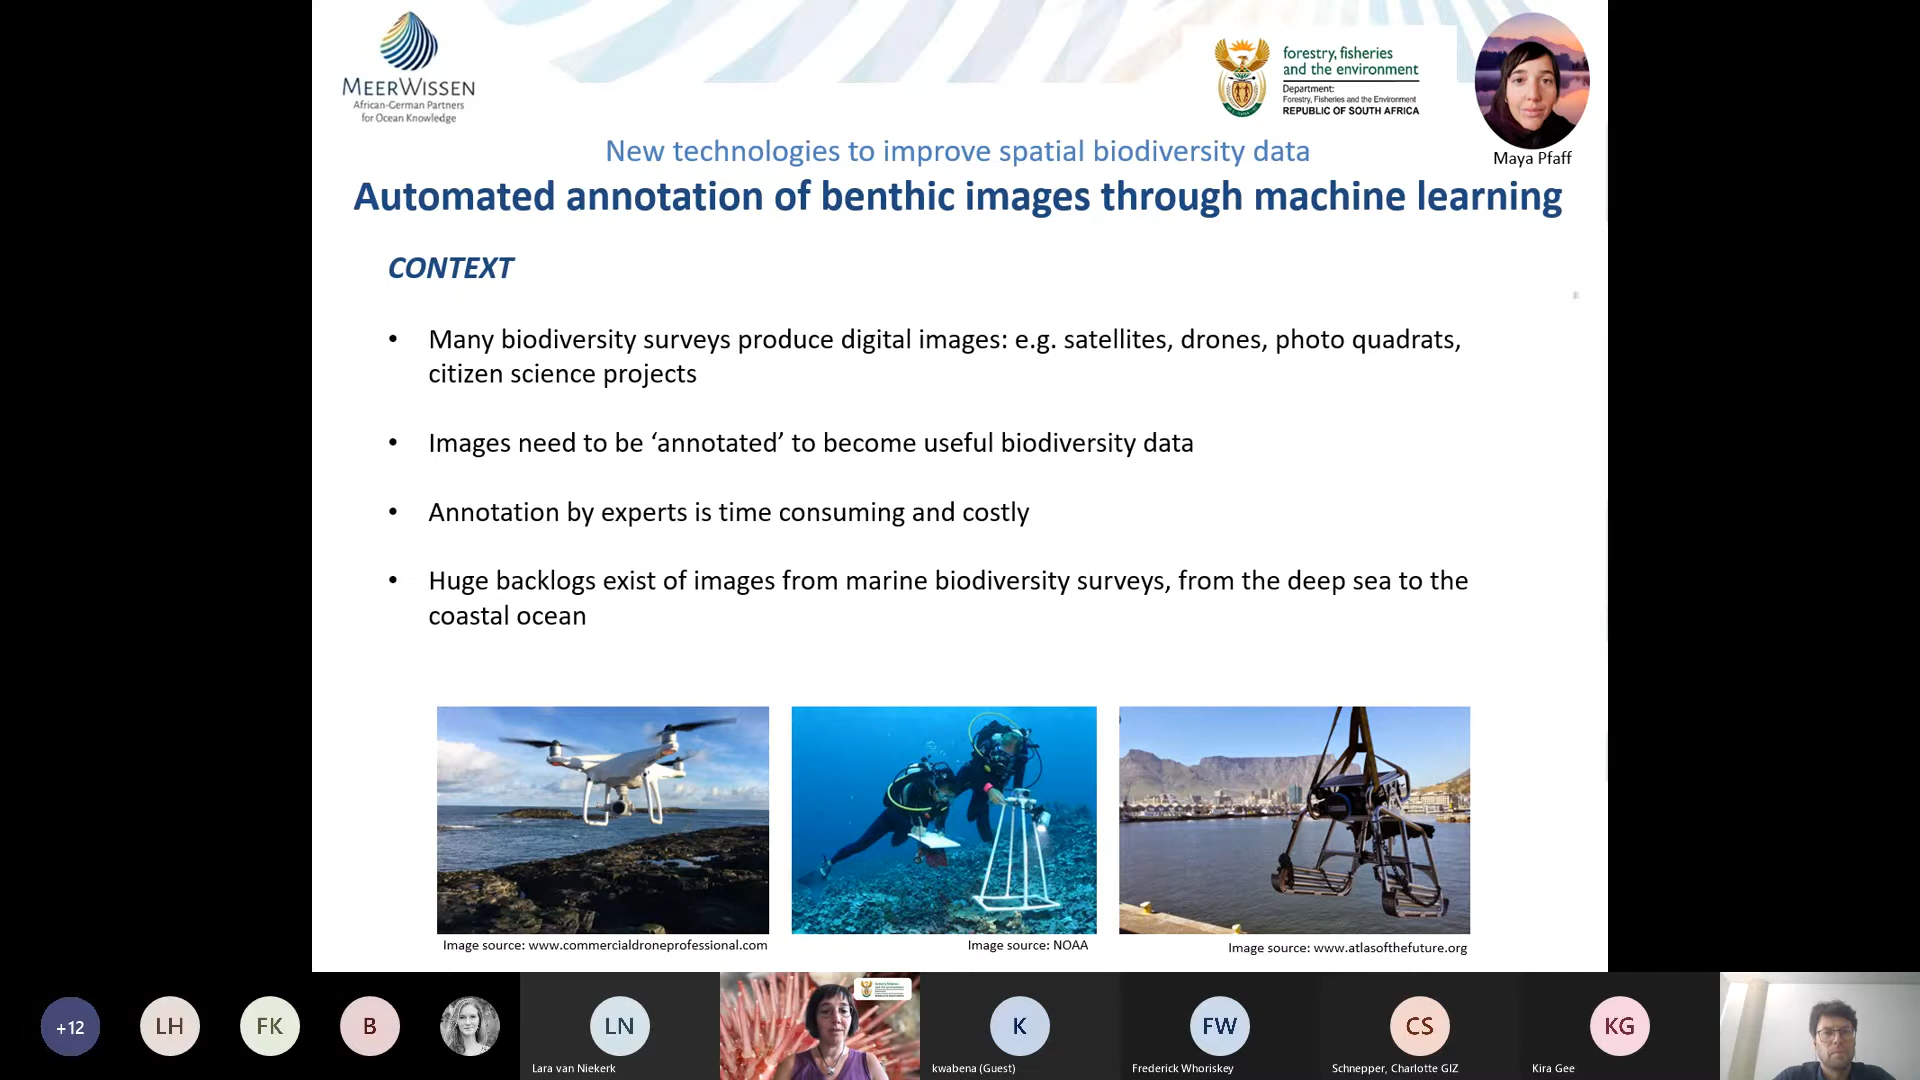 MEERWISSEN
African-German Partners
for Ocean Knowledge
forestry, fisheries
and the environment
Department:
Forestry, Fisheries and the Environment
REPUBLIC OF SOUTH AFRICA
Maya Pfaff
New technologies to improve spatial biodiversity data
Automated annotation of benthic images through machine learning
CONTEXT
• Many biodiversity surveys produce digital images: e.g. satellites, drones, photo quadrats,
citizen science projects
• Images need to be ‘annotated’ to become useful biodiversity data
• Annotation by experts is time consuming and costly
• Huge backlogs exist of images from marine biodiversity surveys, from the deep sea to the
coastal ocean
Image source: www.commercialdroneprofessional.com
Image source: NOAA
Image source: www.atlasofthefuture.org
+12
LH
FK
B
LN
Lara van Niekerk
K
kwabena (Guest)
FW
Frederick Whoriskey
CS
Schnepper, Charlotte GIZ
KG
Kira Gee